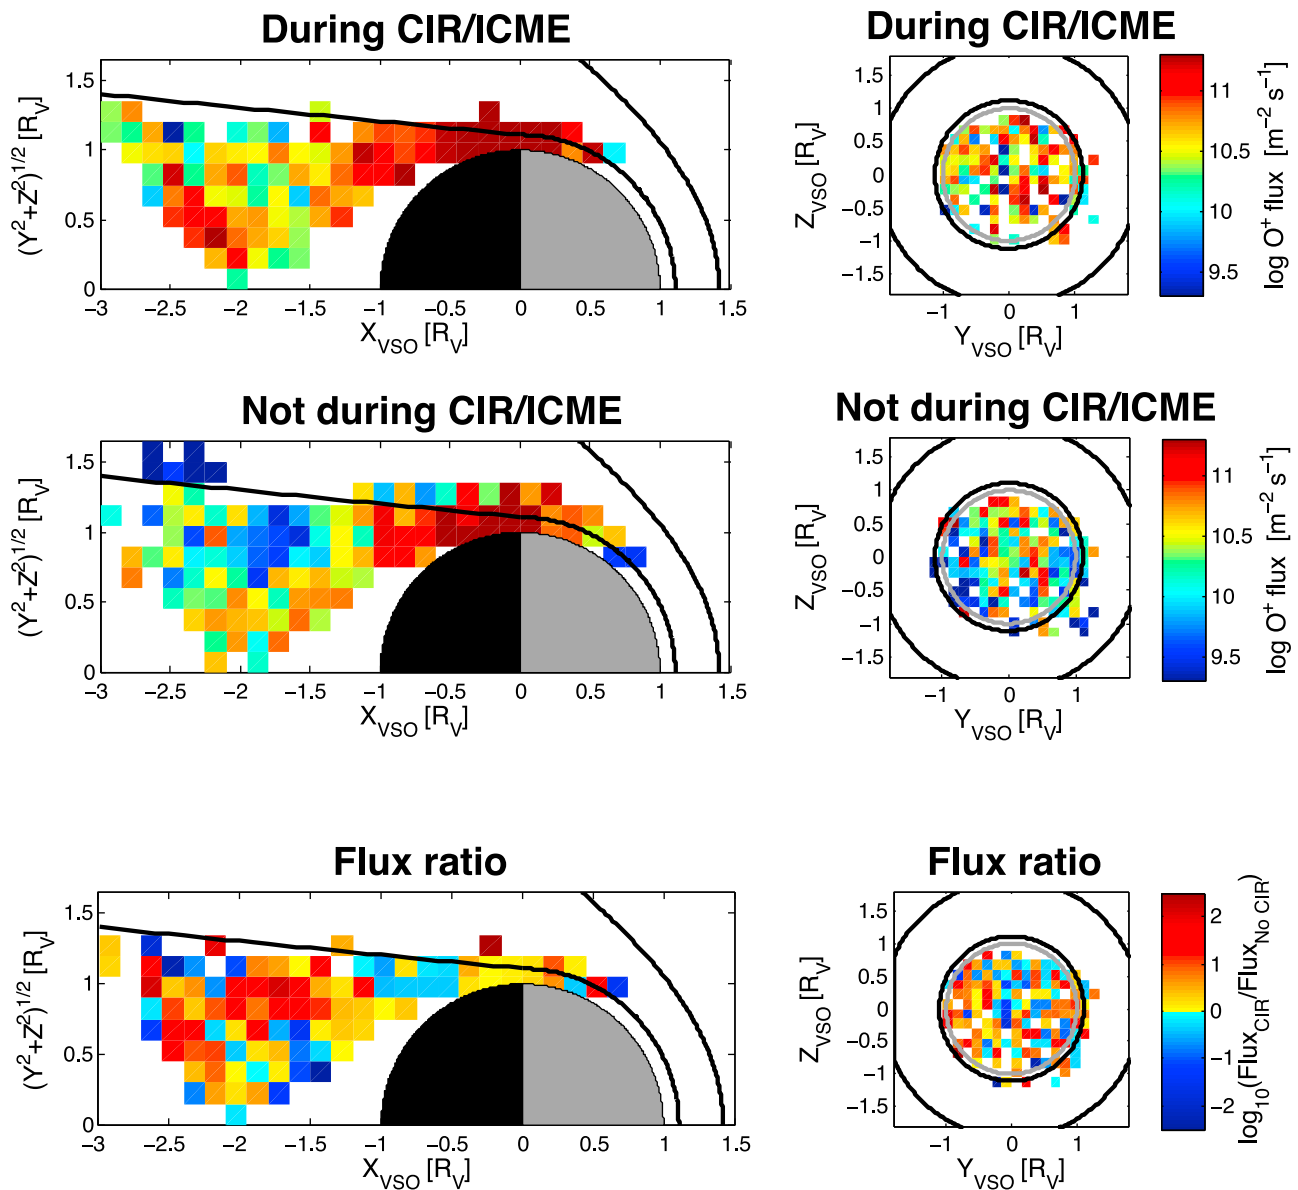 During CIR/ICME
During CIR/ICME
(Y²+Z²)^1/2 [R_V]
1.5
1
0.5
0
−3 −2.5 −2 −1.5 −1 −0.5 0 0.5 1 1.5
X_VSO [R_V]
Z_VSO [R_V]
1.5
1
0.5
0
−0.5
−1
−1.5
−1 0 1
Y_VSO [R_V]
11
10.5
10
9.5
log O⁺ flux [m⁻² s⁻¹]
Not during CIR/ICME
Not during CIR/ICME
(Y²+Z²)^1/2 [R_V]
1.5
1
0.5
0
−3 −2.5 −2 −1.5 −1 −0.5 0 0.5 1 1.5
X_VSO [R_V]
Z_VSO [R_V]
1.5
1
0.5
0
−0.5
−1
−1.5
−1 0 1
Y_VSO [R_V]
11
10.5
10
9.5
log O⁺ flux [m⁻² s⁻¹]
Flux ratio
Flux ratio
(Y²+Z²)^1/2 [R_V]
1.5
1
0.5
0
−3 −2.5 −2 −1.5 −1 −0.5 0 0.5 1 1.5
X_VSO [R_V]
Z_VSO [R_V]
1.5
1
0.5
0
−0.5
−1
−1.5
−1 0 1
Y_VSO [R_V]
2
1
0
−1
−2
log₁₀(Flux_CIR/Flux_No CIR)